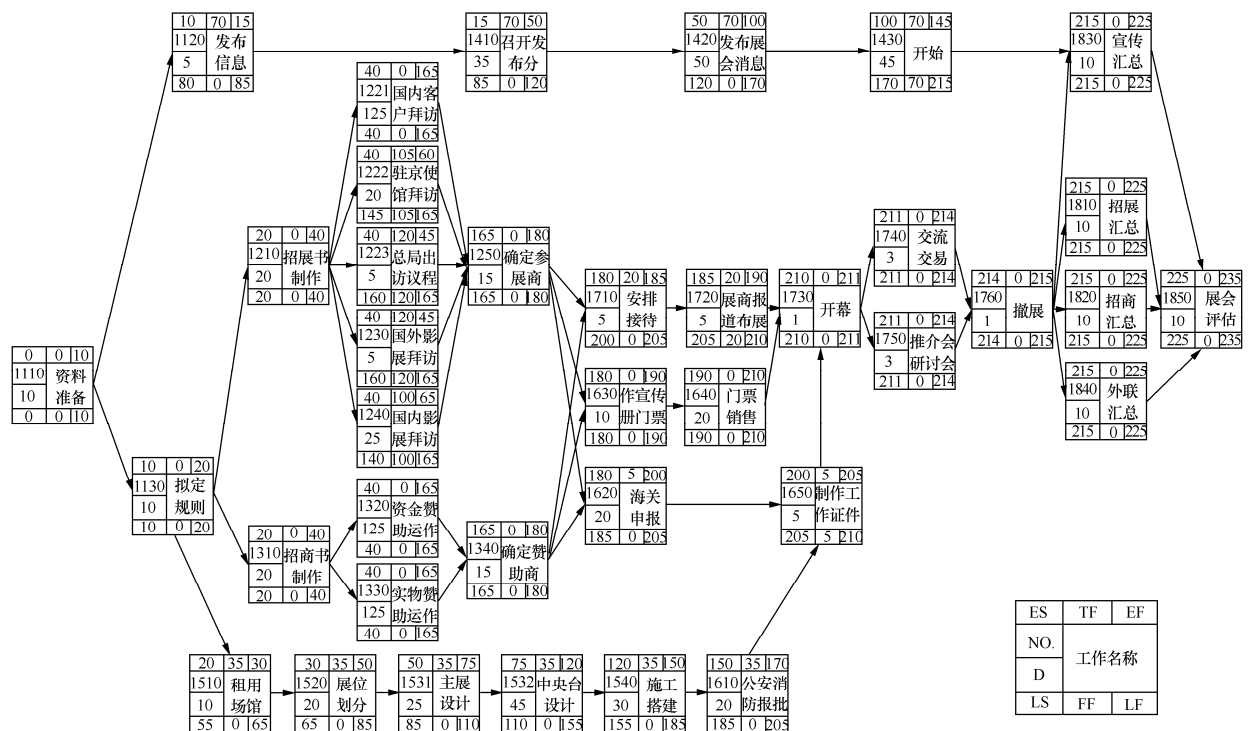 10 70 15
1120 发布
5 信息
80 0 85
15 70 50
1410 召开发
35 布分
85 0 120
50 70 100
1420 发布展
50 会消息
120 0 170
100 70 145
1430 开始
45
170 70 215
215 0 225
1830 宣传
10 汇总
215 0 225
40 0 165
1221 国内客
125 户拜访
40 0 165
40 105 60
1222 驻京使
20 馆拜访
145 105 165
40 120 45
1223 总局出
5 访议程
160 120 165
40 120 45
1230 国外影
5 展拜访
160 120 165
40 100 65
1240 国内影
25 展拜访
140 100 165
20 0 40
1210 招展书
20 制作
20 0 40
165 0 180
1250 确定参
15 展商
165 0 180
180 20 185
1710 安排
5 接待
200 0 205
185 20 190
1720 展商报
5 道布展
205 20 210
210 0 211
1730 开幕
1
210 0 211
211 0 214
1740 交流
3 交易
211 0 214
211 0 214
1750 推介会
3 研讨会
211 0 214
214 0 215
1760 撤展
1
214 0 215
215 0 225
1810 招展
10 汇总
215 0 225
215 0 225
1820 招商
10 汇总
215 0 225
215 0 225
1840 外联
10 汇总
215 0 225
225 0 235
1850 展会
10 评估
225 0 235
0 0 10
1110 资料
10 准备
0 0 10
180 0 190
1630 作宣传
10 册门票
180 0 190
190 0 210
1640 门票
20 销售
190 0 210
10 0 20
1130 拟定
10 规则
10 0 20
180 5 200
1620 海关
20 申报
185 0 205
200 5 205
1650 制作工
5 作证件
205 5 210
20 0 40
1310 招商书
20 制作
20 0 40
40 0 165
1320 资金赞
125 助运作
40 0 165
40 0 165
1330 实物赞
125 助运作
40 0 165
165 0 180
1340 确定赞
15 助商
165 0 180
20 35 30
1510 租用
10 场馆
55 0 65
30 35 50
1520 展位
20 划分
65 0 85
50 35 75
1531 主展
25 设计
85 0 110
75 35 120
1532 中央台
45 设计
110 0 155
120 35 150
1540 施工
30 搭建
155 0 185
150 35 170
1610 公安消
20 防报批
185 0 205
ES TF EF
NO. 工作名称
D
LS FF LF